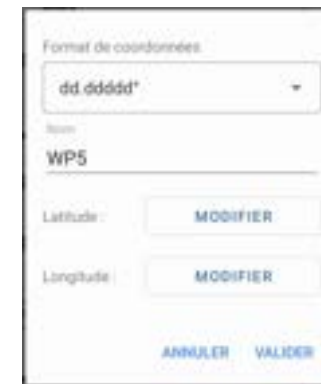 Format de coordonnées
dd.ddddd°
Nom
WP5
Latitude : MODIFIER
Longitude : MODIFIER
ANNULER VALIDER